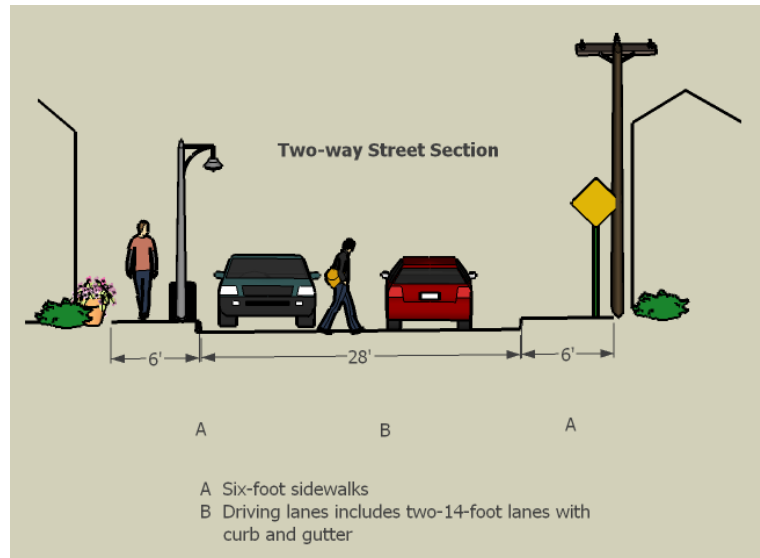 Two-way Street Section
6' 28' 6'
A B A
A Six-foot sidewalks
B Driving lanes includes two-14-foot lanes with
curb and gutter